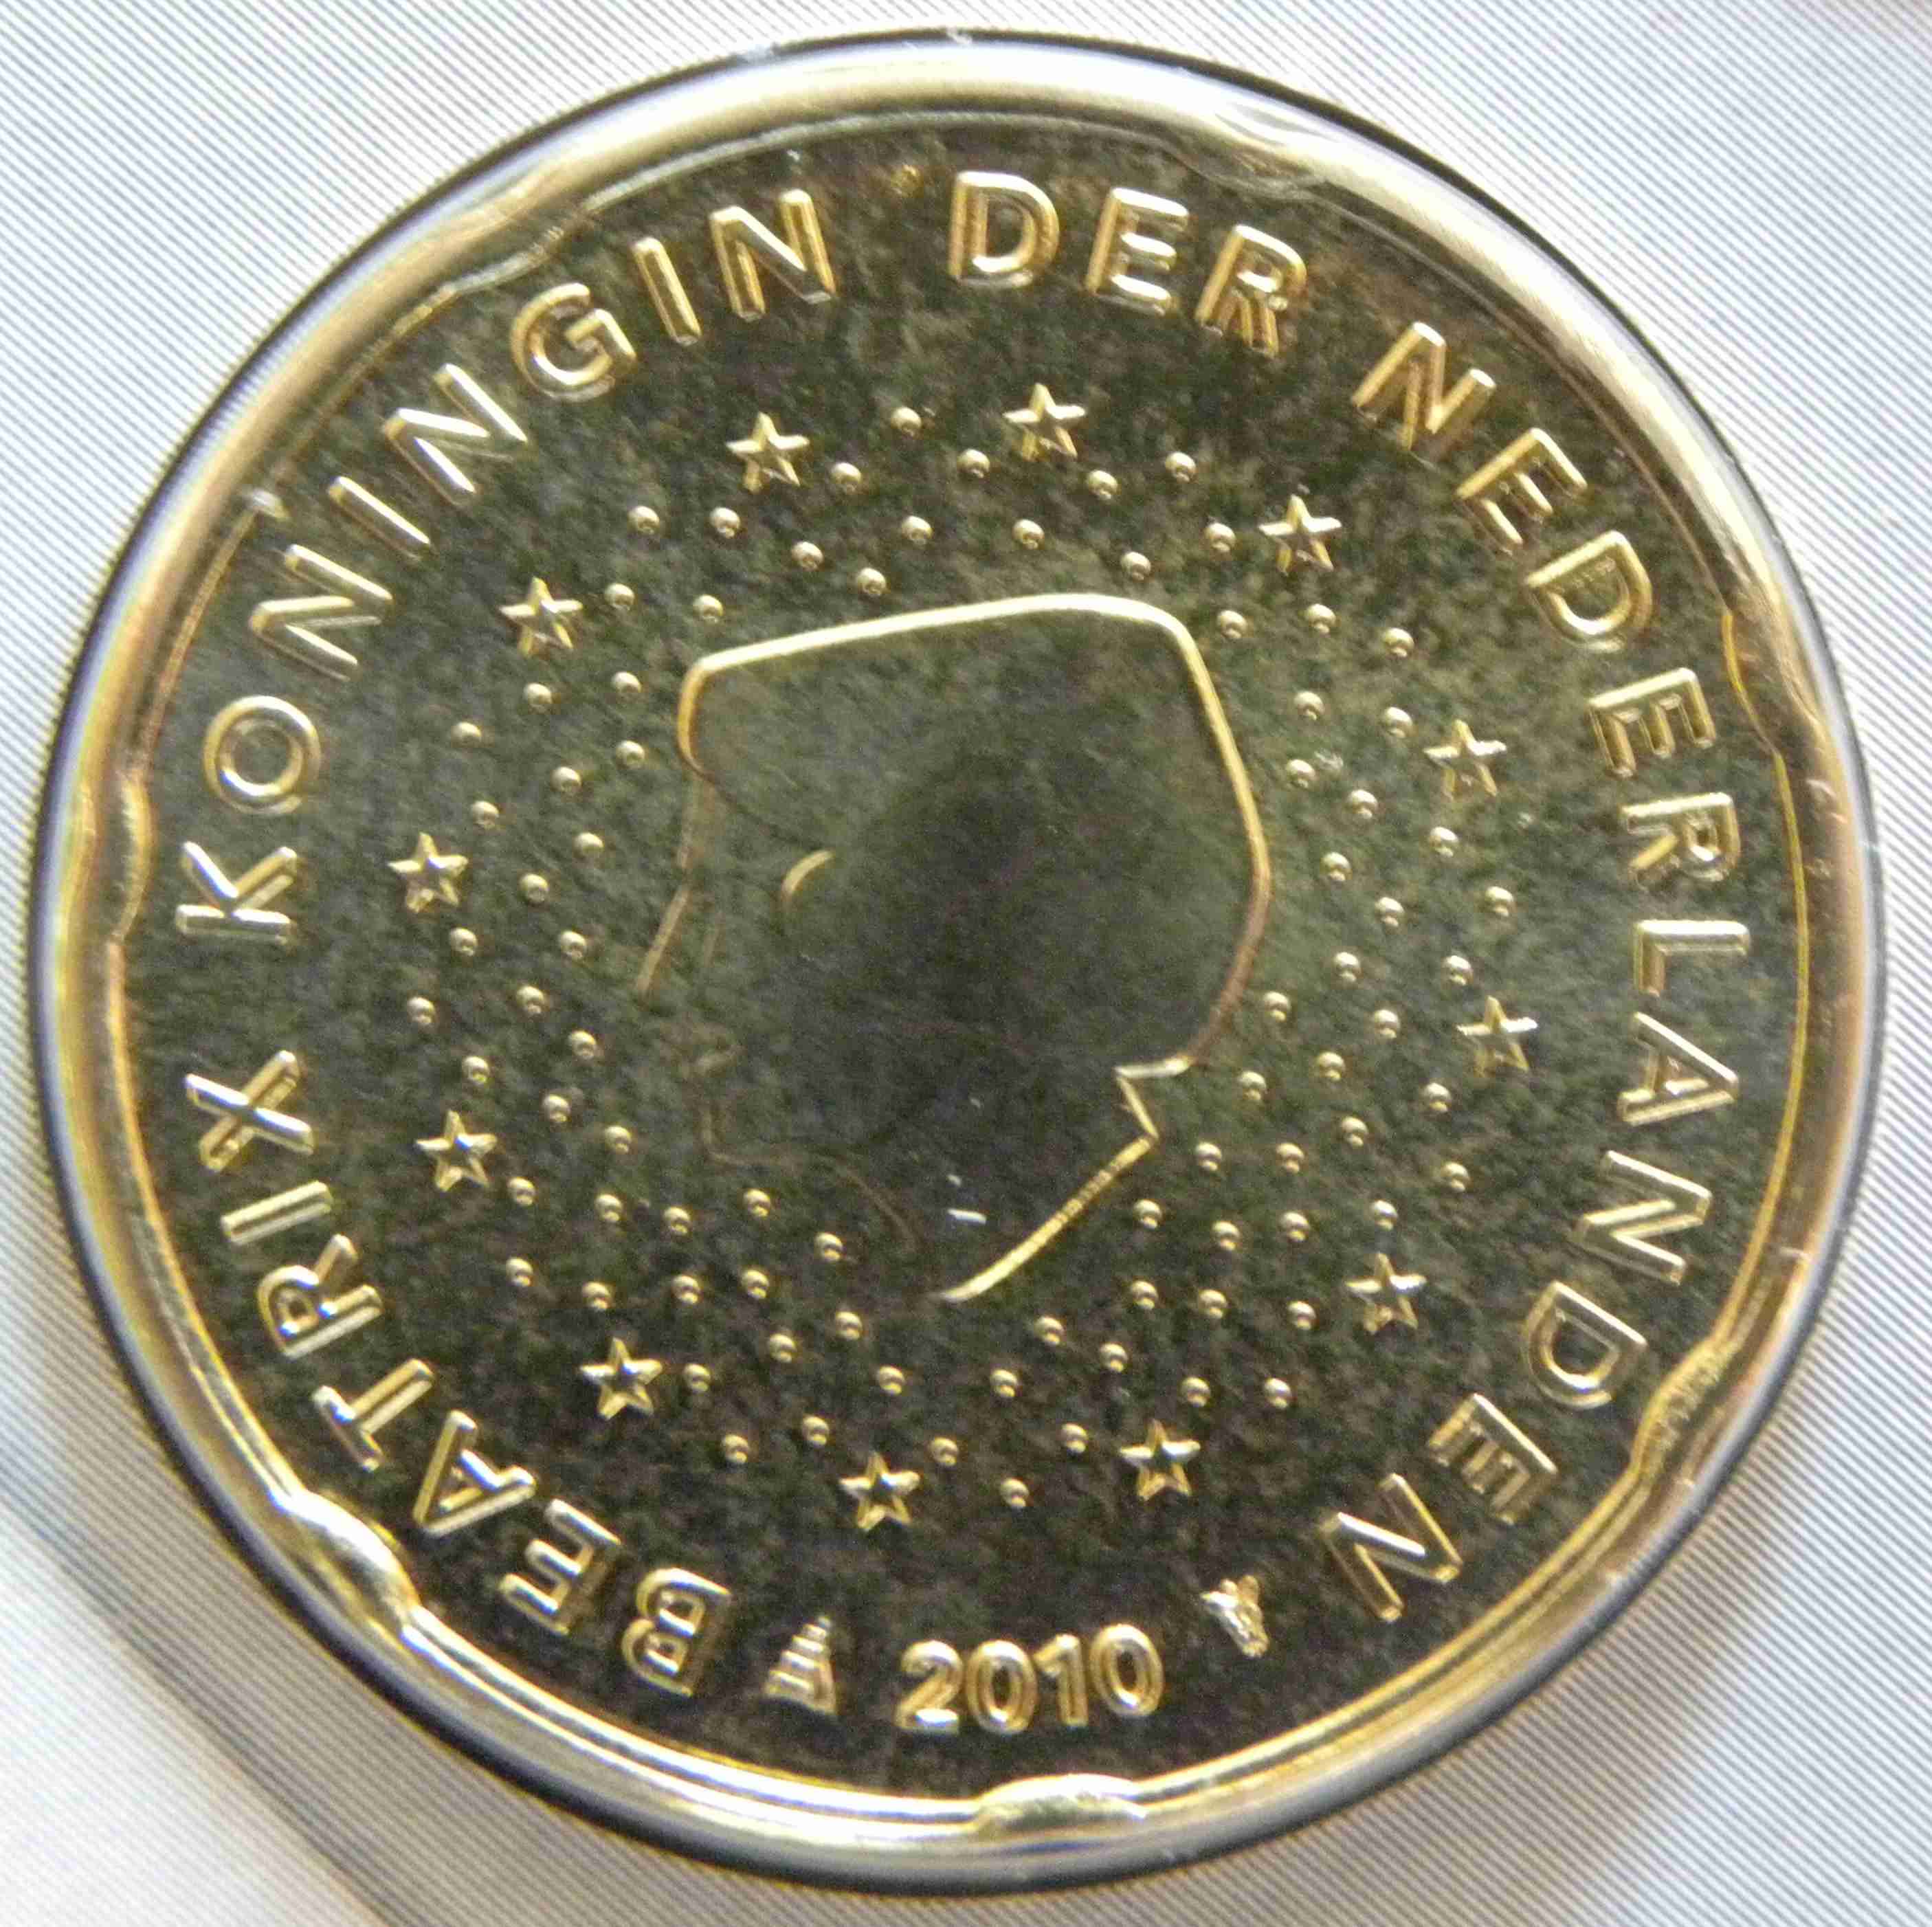 BEATRIX KONINGIN DER NEDERLANDEN
2010